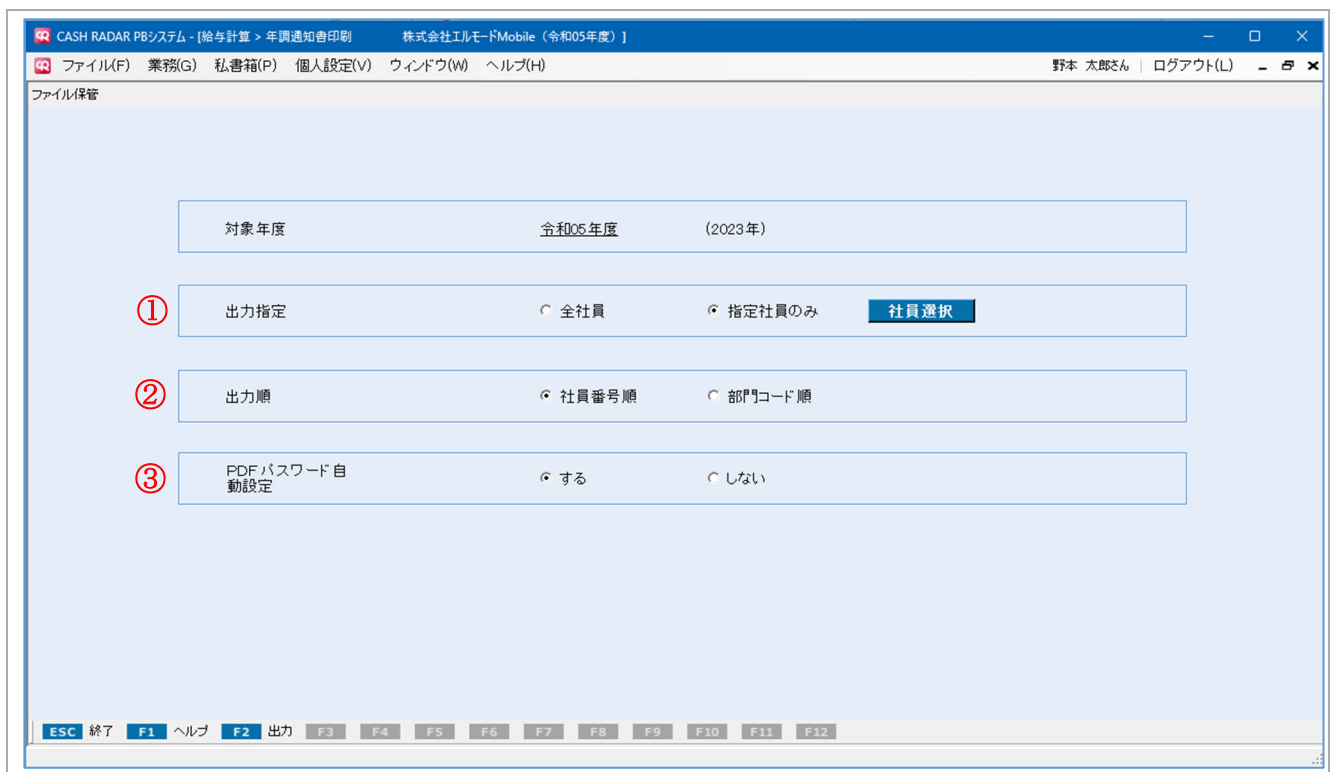 CASH RADAR PBシステム - [給与計算 > 年調通知書印刷 株式会社エルモードMobile（令和05年度）]
ファイル(F) 業務(G) 私書箱(P) 個人設定(V) ウィンドウ(W) ヘルプ(H) 野本 太郎さん | ログアウト(L)
ファイル保管
対象年度 令和05年度 (2023年)
① 出力指定 全社員 指定社員のみ 社員選択
② 出力順 社員番号順 部門コード順
③ PDFパスワード自
動設定 する しない
ESC 終了 F1 ヘルプ F2 出力 F3 F4 F5 F6 F7 F8 F9 F10 F11 F12